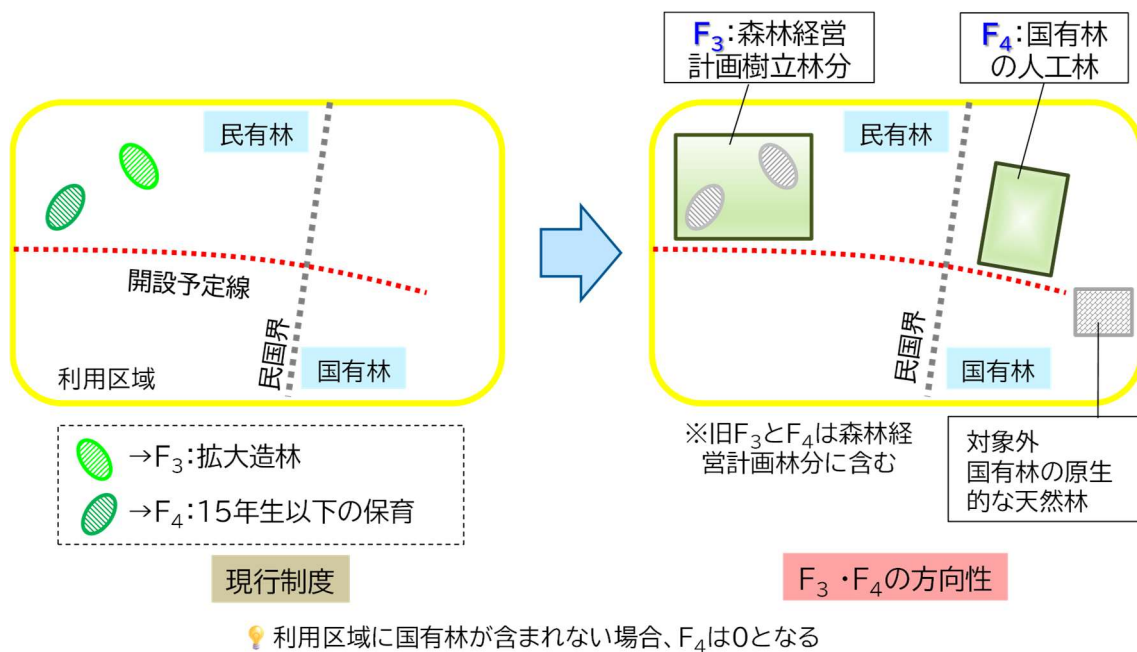 民有林
開設予定線
民国界
国有林
利用区域
→F₃:拡大造林
→F₄:15年生以下の保育
現行制度
F₃:森林経営
計画樹立林分
F₄:国有林
の人工林
民有林
民国界
国有林
※旧F₃とF₄は森林経
営計画林分に含む
対象外
国有林の原生
的な天然林
F₃・F₄の方向性
利用区域に国有林が含まれない場合、F₄は0となる